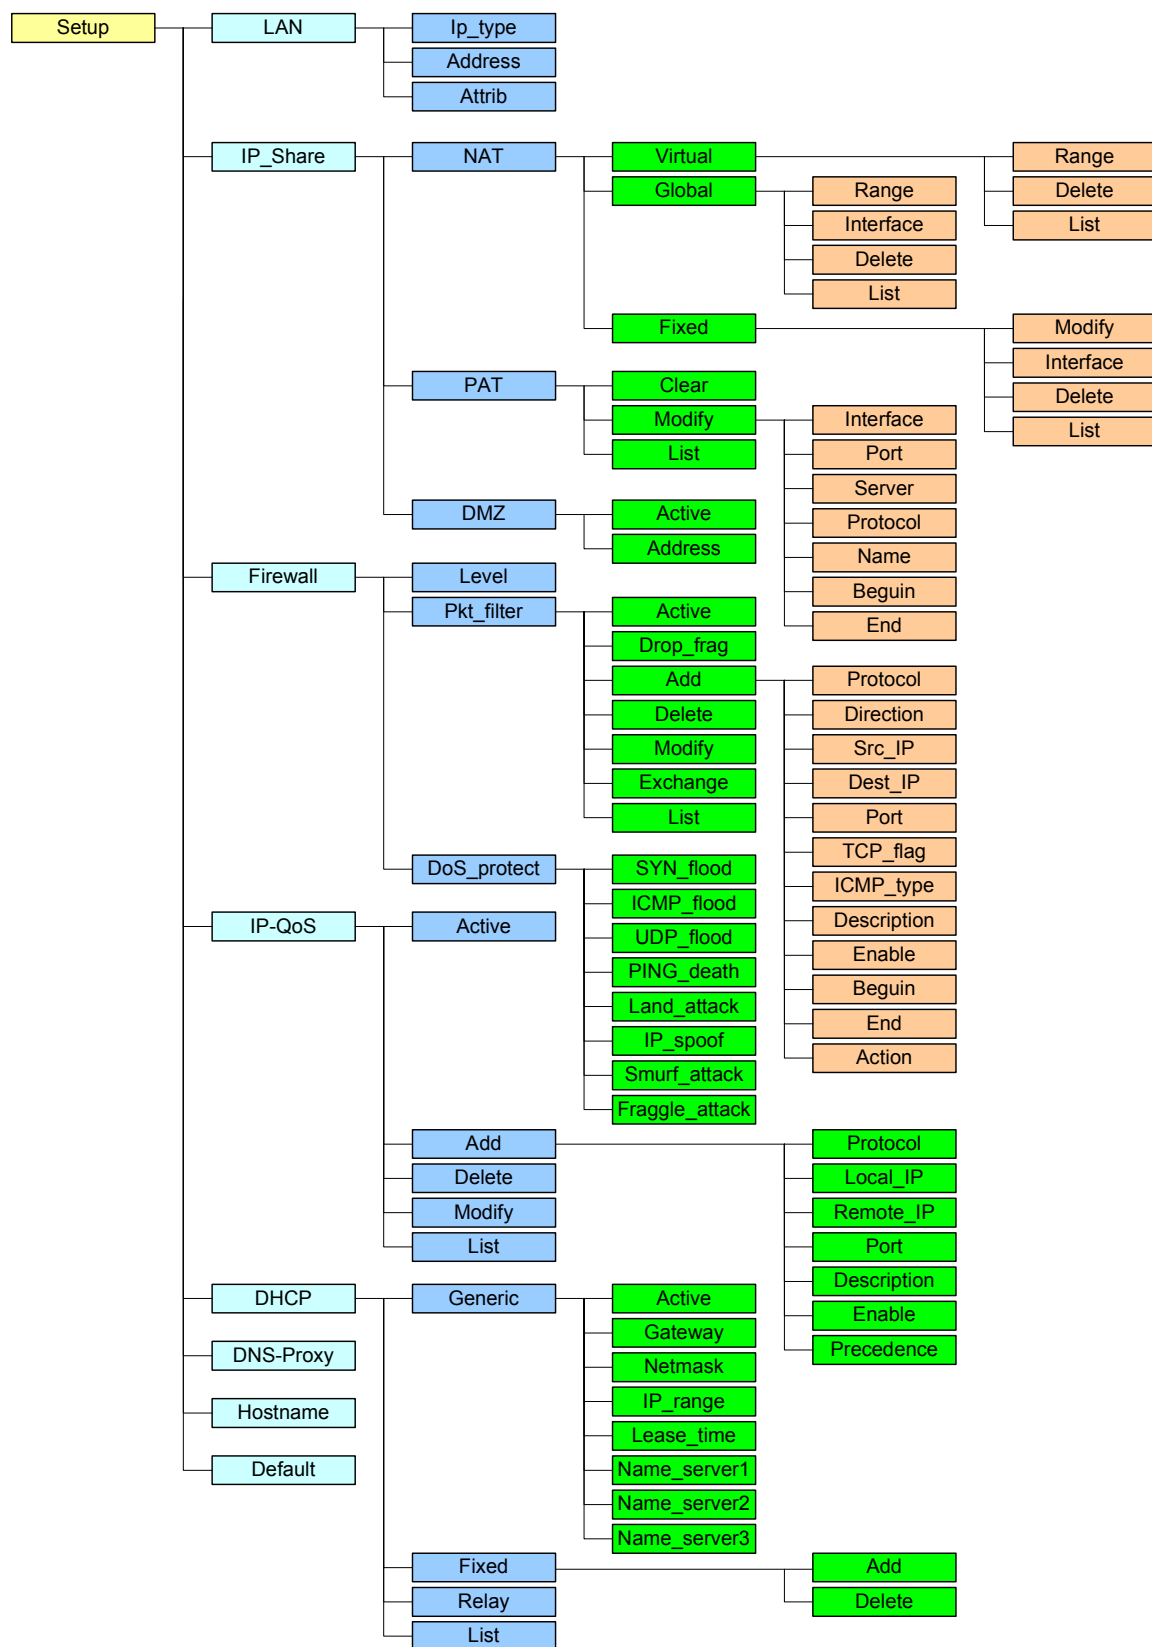 Setup
LAN
Ip_type
Address
Attrib
IP_Share
NAT
Virtual
Range
Delete
List
Global
Range
Interface
Delete
List
Fixed
Modify
Interface
Delete
List
PAT
Clear
Modify
Interface
Port
Server
Protocol
Name
Beguin
End
List
DMZ
Active
Address
Firewall
Level
Pkt_filter
Active
Drop_frag
Add
Protocol
Direction
Src_IP
Dest_IP
Port
TCP_flag
ICMP_type
Description
Enable
Beguin
End
Action
Delete
Modify
Exchange
List
DoS_protect
SYN_flood
ICMP_flood
UDP_flood
PING_death
Land_attack
IP_spoof
Smurf_attack
Fraggle_attack
IP-QoS
Active
Add
Protocol
Local_IP
Remote_IP
Port
Description
Enable
Precedence
Delete
Modify
List
DHCP
Generic
Active
Gateway
Netmask
IP_range
Lease_time
Name_server1
Name_server2
Name_server3
Fixed
Add
Delete
Relay
List
DNS-Proxy
Hostname
Default